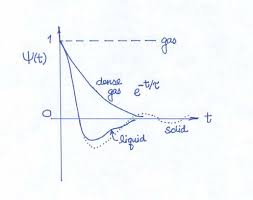 1
gas
Ψ(t)
dense
gas
e^-t/τ
0
t
liquid
solid